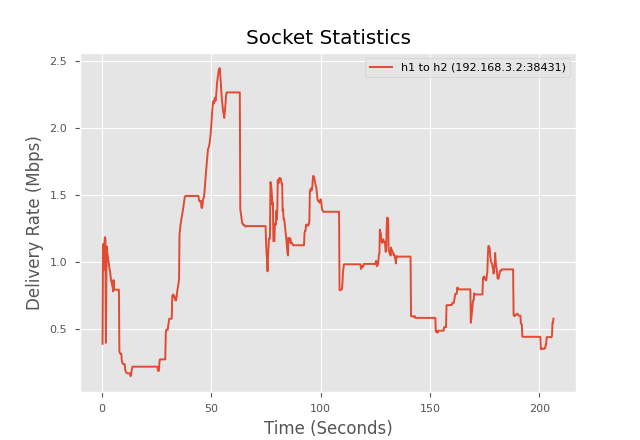 Socket Statistics
h1 to h2 (192.168.3.2:38431)
Delivery Rate (Mbps)
2.5
2.0
1.5
1.0
0.5
0
50
100
150
200
Time (Seconds)